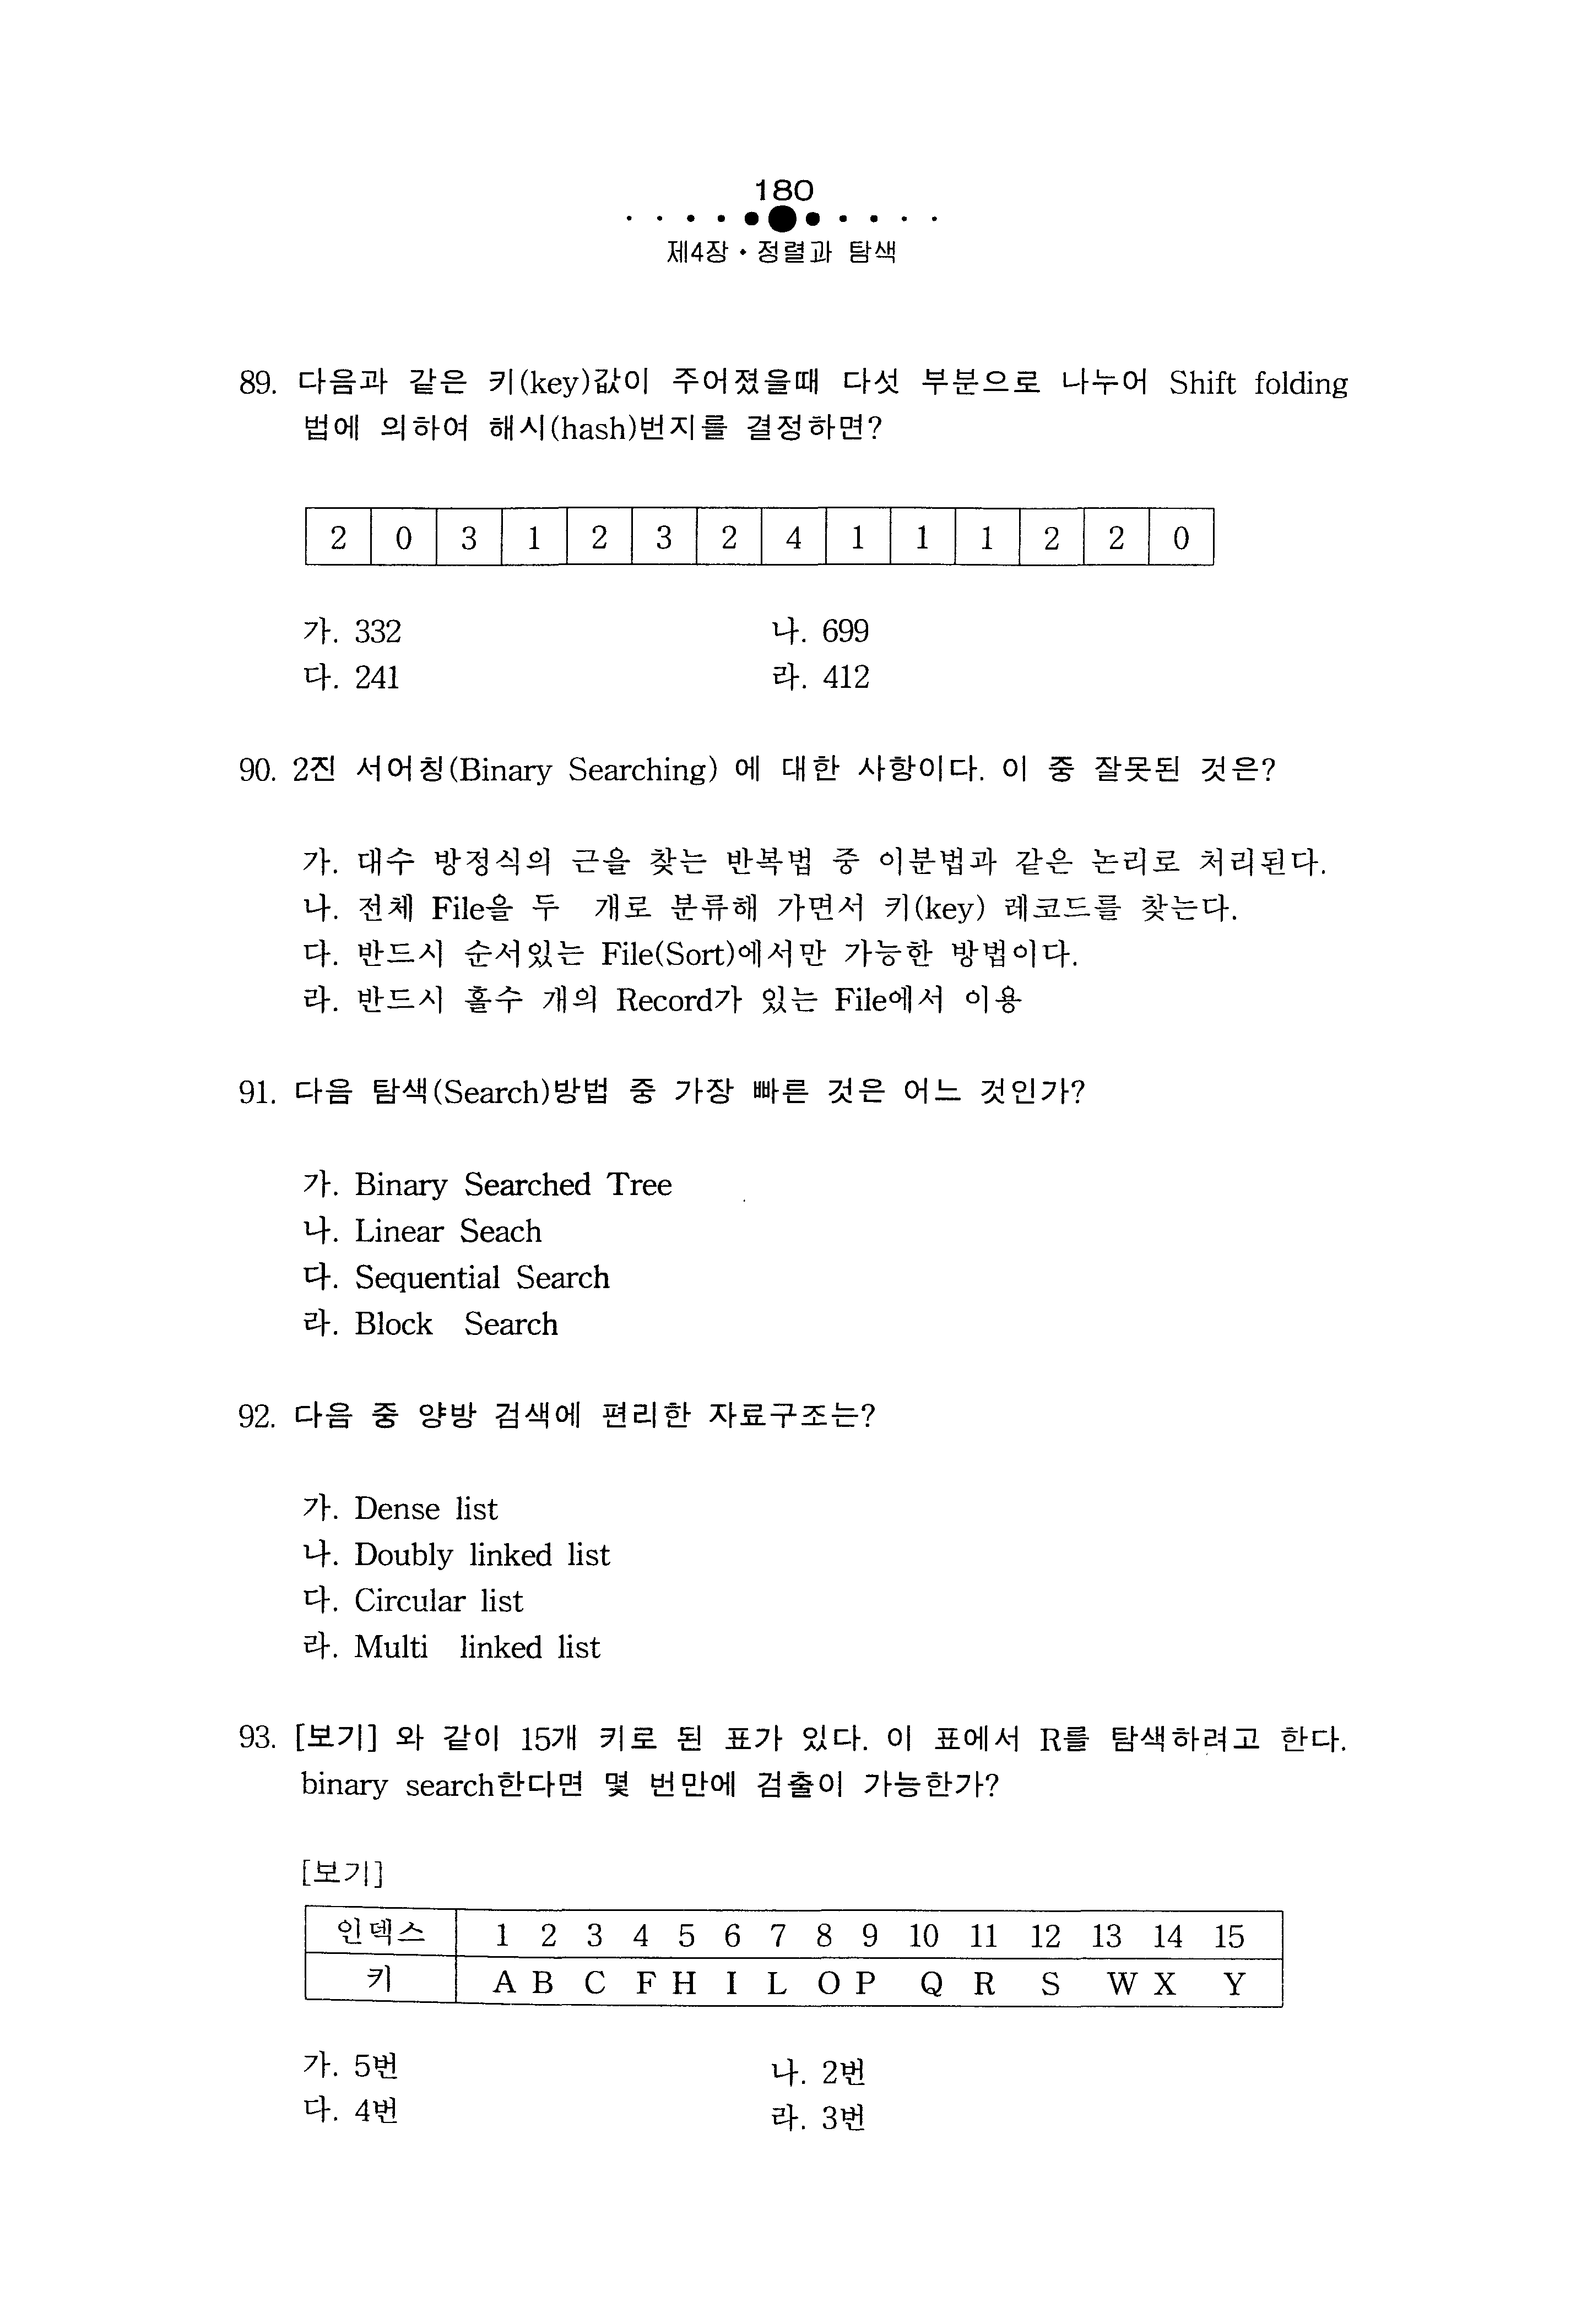 180
제4장 • 정렬과 탐색
89. 다음과 같은 키(key)값이 주어졌을때 다섯 부분으로 나누어 Shift folding
법에 의하여 해시(hash)번지를 결정하면?
2 0 3 1 2 3 2 4 1 1 1 2 2 0
가. 332 나. 699
다. 241 라. 412
90. 2진 서어칭(Binary Searching) 에 대한 사항이다. 이 중 잘못된 것은?
가. 대수 방정식의 근을 찾는 반복법 중 이분법과 같은 논리로 처리된다.
나. 전체 File을 두 개로 분류해 가면서 키(key) 레코드를 찾는다.
다. 반드시 순서있는 File(Sort)에서만 가능한 방법이다.
라. 반드시 홀수 개의 Record가 있는 File에서 이용
91. 다음 탐색(Search)방법 중 가장 빠른 것은 어느 것인가?
가. Binary Searched Tree
나. Linear Seach
다. Sequential Search
라. Block Search
92. 다음 중 양방 검색에 편리한 자료구조는?
가. Dense list
나. Doubly linked list
다. Circular list
라. Multi linked list
93. [보기] 와 같이 15개 키로 된 표가 있다. 이 표에서 R를 탐색하려고 한다.
binary search한다면 몇 번만에 검출이 가능한가?
[보기]
인덱스 1 2 3 4 5 6 7 8 9 10 11 12 13 14 15
키 A B C F H I L O P Q R S W X Y
가. 5번 나. 2번
다. 4번 라. 3번